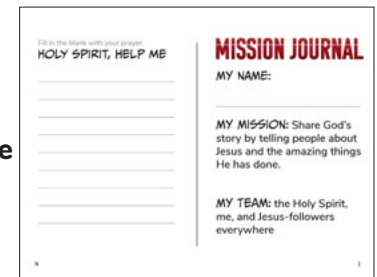 e
Fill in the blank with your prayer:
HOLY SPIRIT, HELP ME
4
MISSION JOURNAL
MY NAME:
MY MISSION: Share God's
story by telling people about
Jesus and the amazing things
He has done.
MY TEAM: the Holy Spirit,
me, and Jesus-followers
everywhere
1